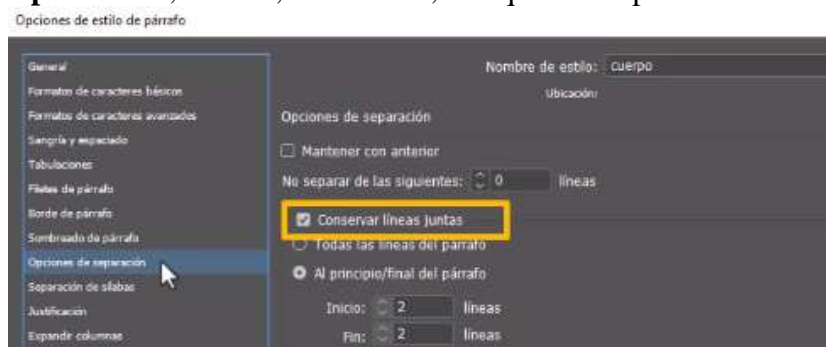 Opciones de estilo de párrafo
General
Formatos de caracteres básicos
Formatos de caracteres avanzados
Sangría y espaciado
Tabulaciones
Filetes de párrafo
Borde de párrafo
Sombreado de párrafo
Opciones de separación
Separación de sílabas
Justificación
Expandir columnas
Nombre de estilo: cuerpo
Ubicación:
Opciones de separación
Mantener con anterior
No separar de las siguientes: 0 líneas
Conservar líneas juntas
Todas las líneas del párrafo
Al principio/final del párrafo
Inicio: 2 líneas
Fin: 2 líneas